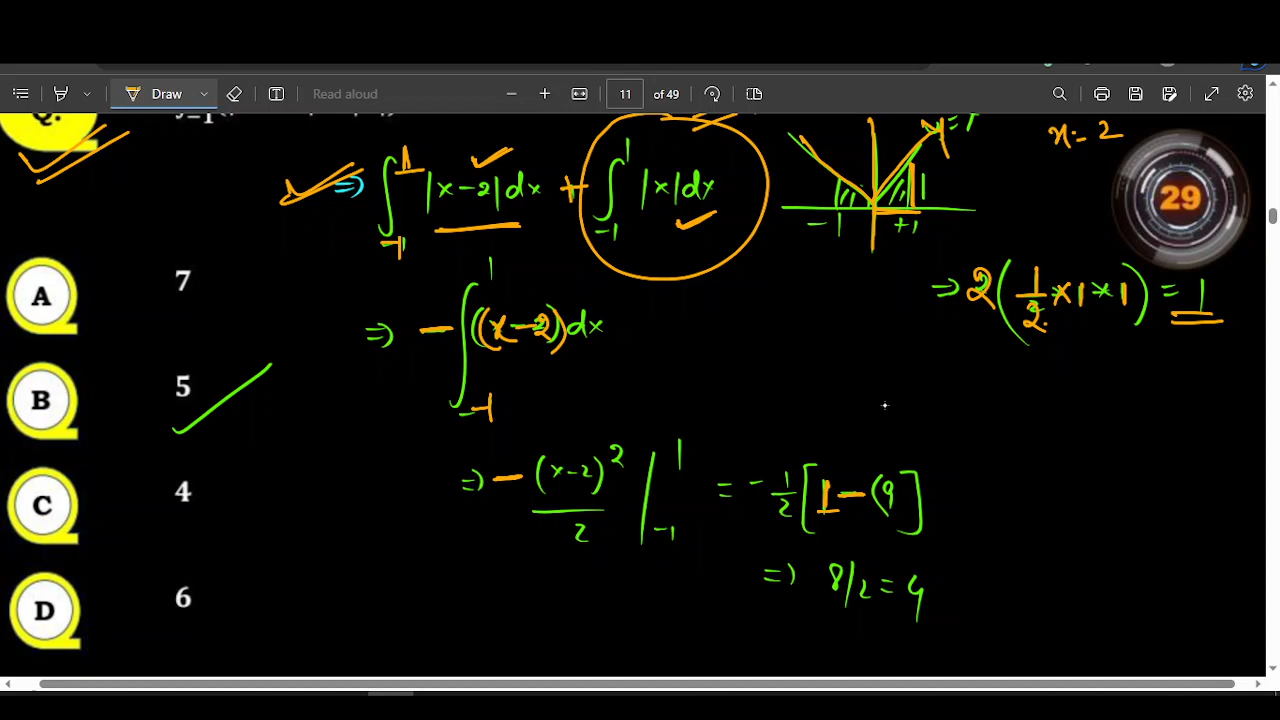 Draw
Read aloud
11 of 49
Q.
x = 2
29
⇒ ∫₋₁¹ |x-2| dx + ∫₋₁¹ |x| dx
-1 +1
1
⇒ 2 ( 1/2 × 1 × 1 ) = 1
A 7
⇒ - ∫₋₁¹ (x-2) dx
B 5
⇒ - (x-2)²/2 |₋₁¹ = -1/2 [ 1 - (9 ]
C 4
⇒ 8/2 = 4
D 6